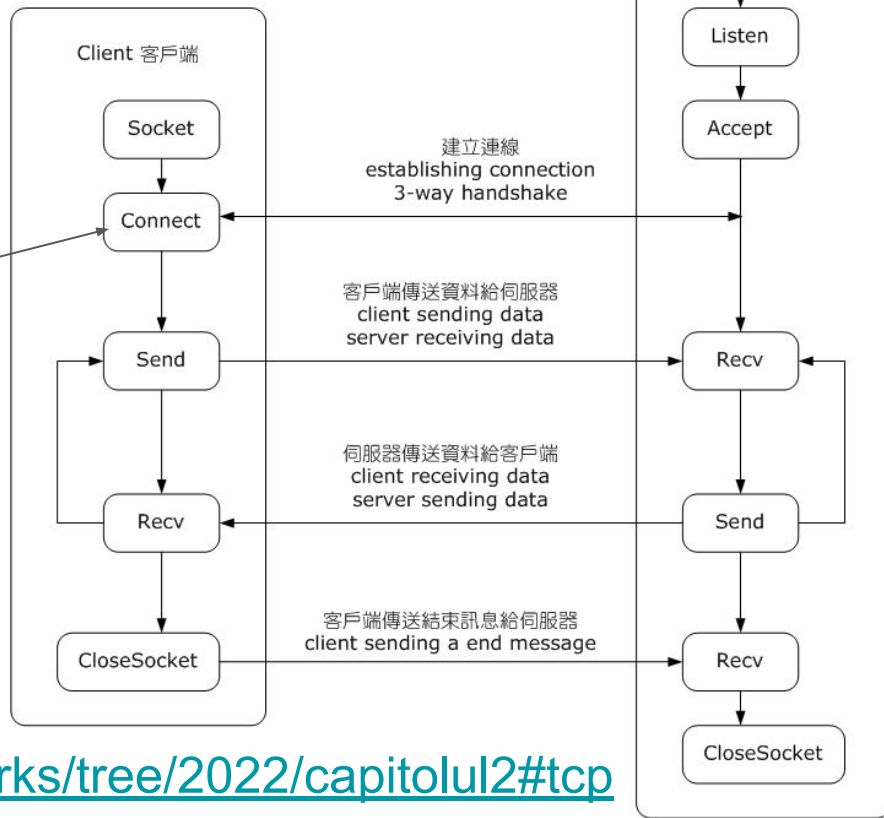 Client 客戶端
Socket
Connect
Send
Recv
CloseSocket
建立連線
establishing connection
3-way handshake
客戶端傳送資料給伺服器
client sending data
server receiving data
伺服器傳送資料給客戶端
client receiving data
server sending data
客戶端傳送結束訊息給伺服器
client sending a end message
Listen
Accept
Recv
Send
Recv
CloseSocket
rks/tree/2022/capitolul2#tcp